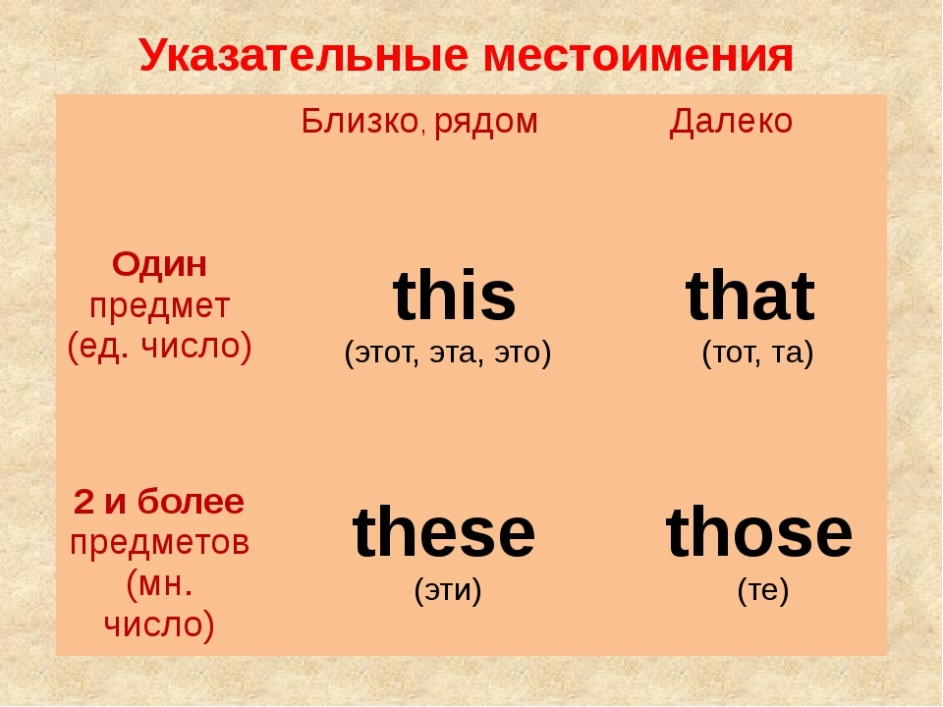 Указательные местоимения
Близко, рядом
Далеко
Один
предмет
(ед. число)
this
(этот, эта, это)
that
(тот, та)
2 и более
предметов
(мн.
число)
these
(эти)
those
(те)